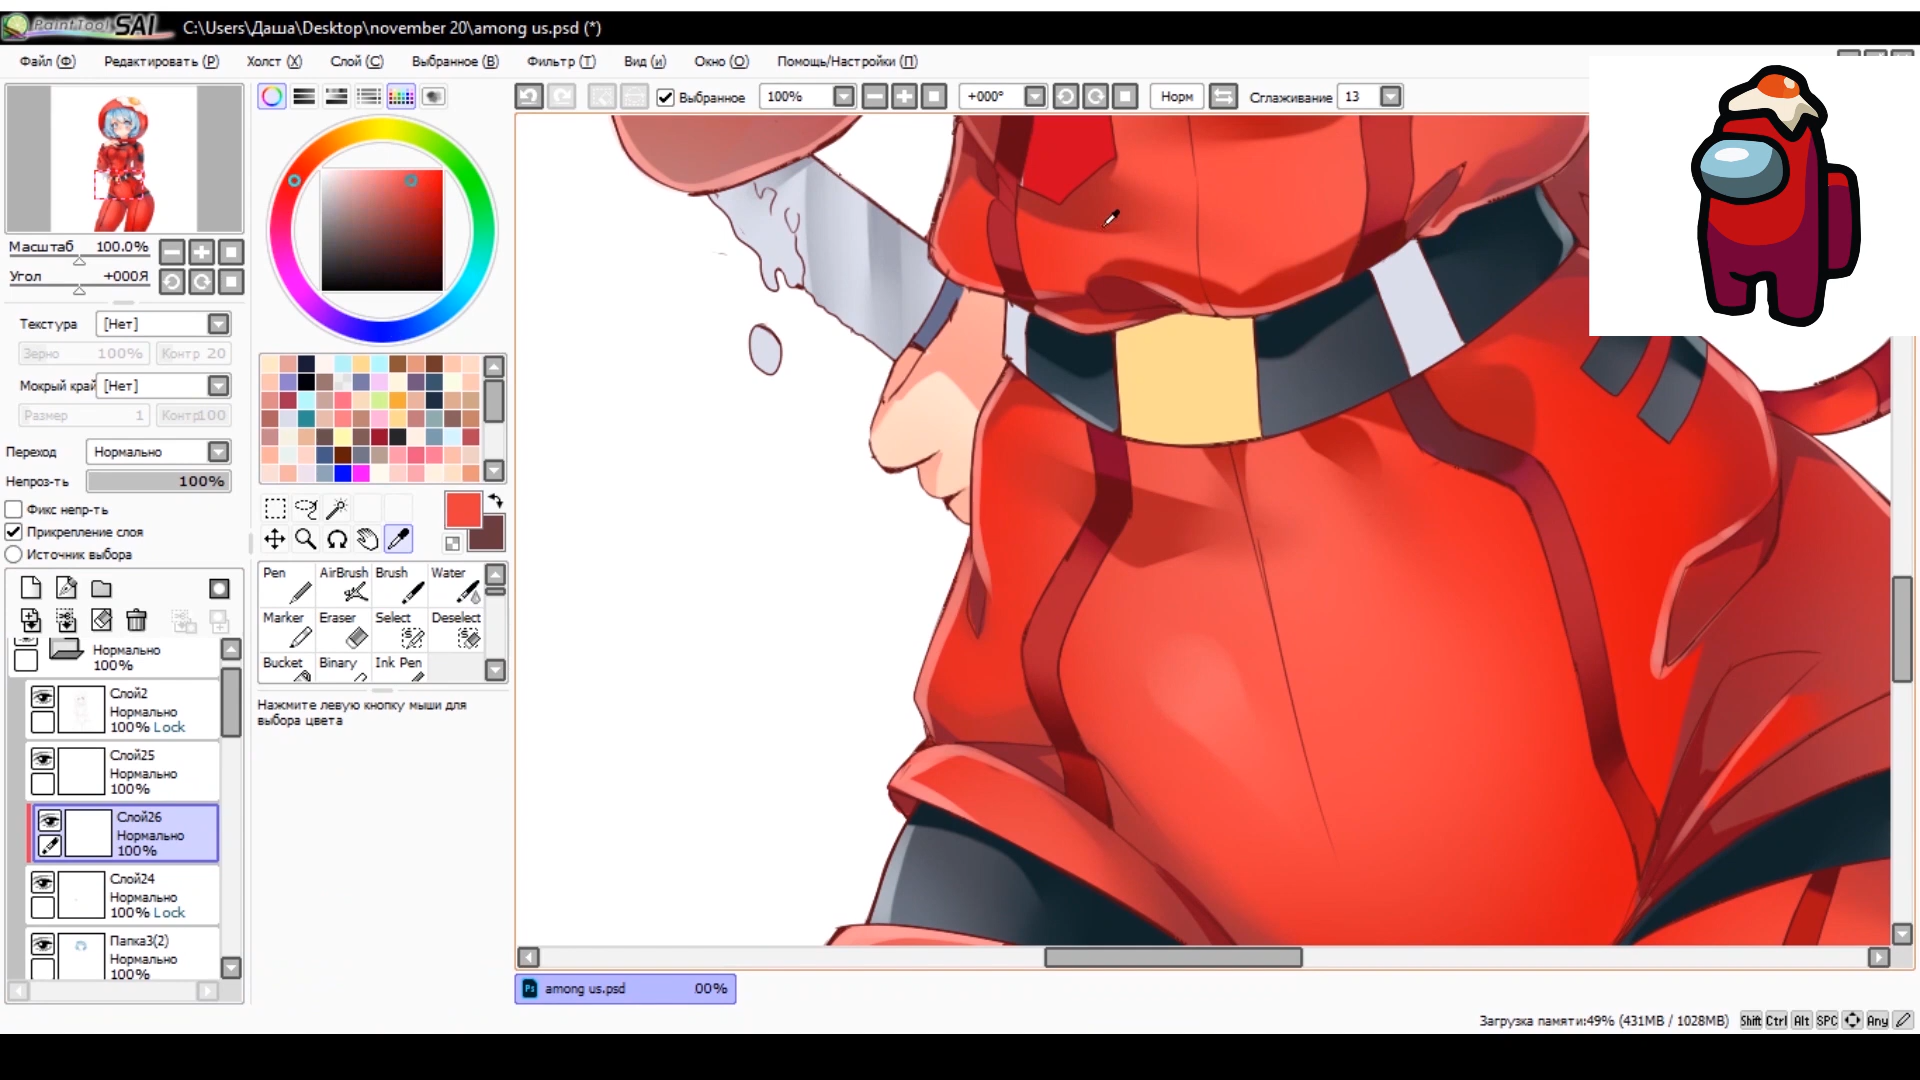 PaintTool SAI C:\Users\Даша\Desktop\november 20\among us.psd (*)
Файл (Ф) Редактировать (Р) Холст (Х) Слой (С) Выбранное (В) Фильтр (Т) Вид (и) Окно (О) Помощь/Настройки (П)
Выбранное 100% +000° Норм Сглаживание 13
Масштаб 100.0%
Угол +000Я
Текстура [Нет]
Зерно 100% Контр 20
Мокрый край [Нет]
Размер 1 Контр100
Переход Нормально
Непроз-ть 100%
Фикс непр-ть
Прикрепление слоя
Источник выбора
Нормально
100%
Слой2
Нормально
100% Lock
Слой25
Нормально
100%
Слой26
Нормально
100%
Слой24
Нормально
100% Lock
Папка3(2)
Нормально
100%
Pen AirBrush Brush Water
Marker Eraser Select Deselect
Bucket Binary Ink Pen
Нажмите левую кнопку мыши для
выбора цвета
Ps among us.psd 00%
Загрузка памяти:49% (431MB / 1028MB) Shift Ctrl Alt SPC Any